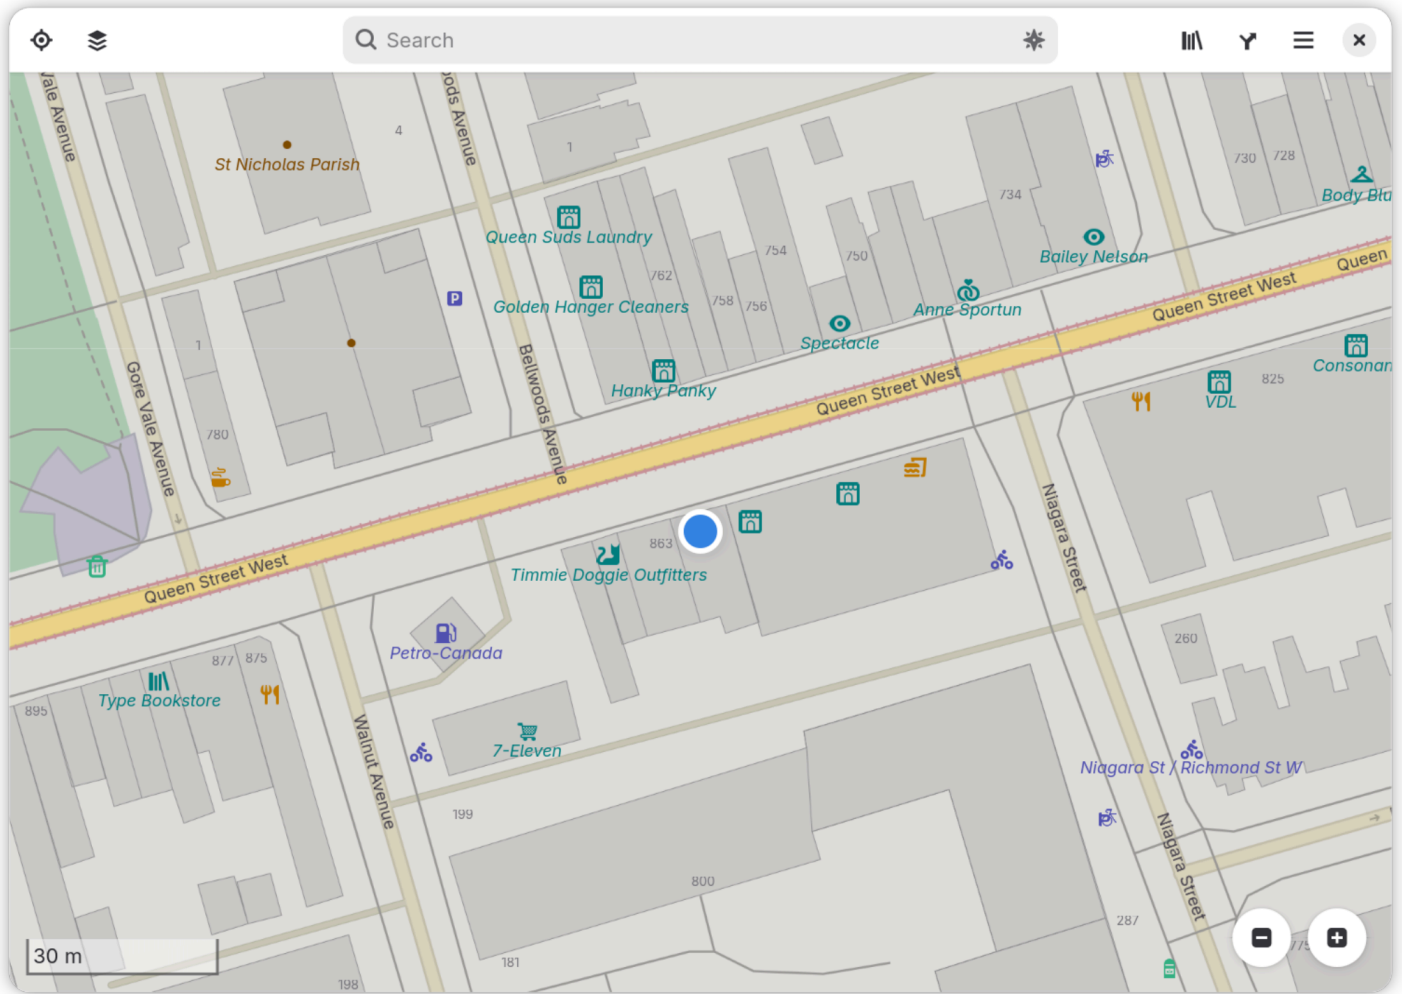 Search
Vale Avenue
oods Avenue
4
1
St Nicholas Parish
730
728
734
Body Blu
Queen Suds Laundry
754
750
Bailey Nelson
Queen
762
Golden Hanger Cleaners
758
756
Anne Sportun
Queen Street West
Spectacle
1
Gore Vale Avenue
Bellwoods Avenue
Hanky Panky
Queen Street West
825
Consonan
VDL
780
863
Timmie Doggie Outfitters
Niagara Street
Queen Street West
Petro-Canada
260
877
875
Type Bookstore
895
Walnut Avenue
7-Eleven
Niagara St / Richmond St W
199
Niagara Street
800
287
181
198
30 m